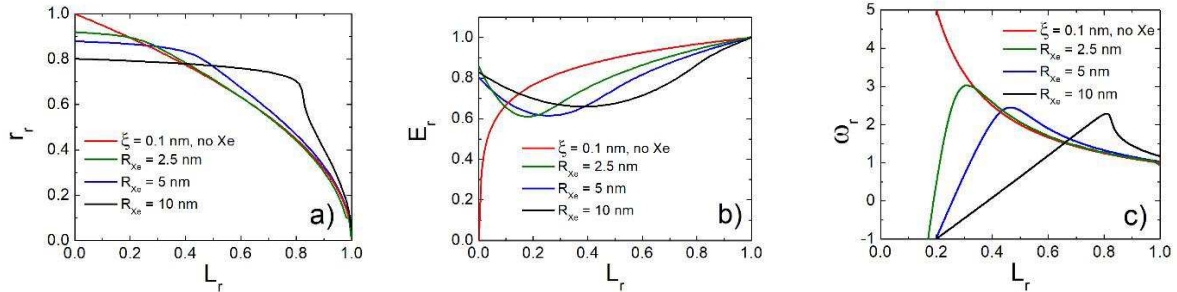 1.0
0.8
0.6
0.4
0.2
0.0
r_r
ξ = 0.1 nm, no Xe
R_Xe = 2.5 nm
R_Xe = 5 nm
R_Xe = 10 nm
a)
0.0 0.2 0.4 0.6 0.8 1.0
L_r
1.0
0.8
0.6
0.4
0.2
0.0
E_r
ξ = 0.1 nm, no Xe
R_Xe = 2.5 nm
R_Xe = 5 nm
R_Xe = 10 nm
b)
0.0 0.2 0.4 0.6 0.8 1.0
L_r
5
4
3
2
1
0
-1
ω_r
ξ = 0.1 nm, no Xe
R_Xe = 2.5 nm
R_Xe = 5 nm
R_Xe = 10 nm
c)
0.0 0.2 0.4 0.6 0.8 1.0
L_r